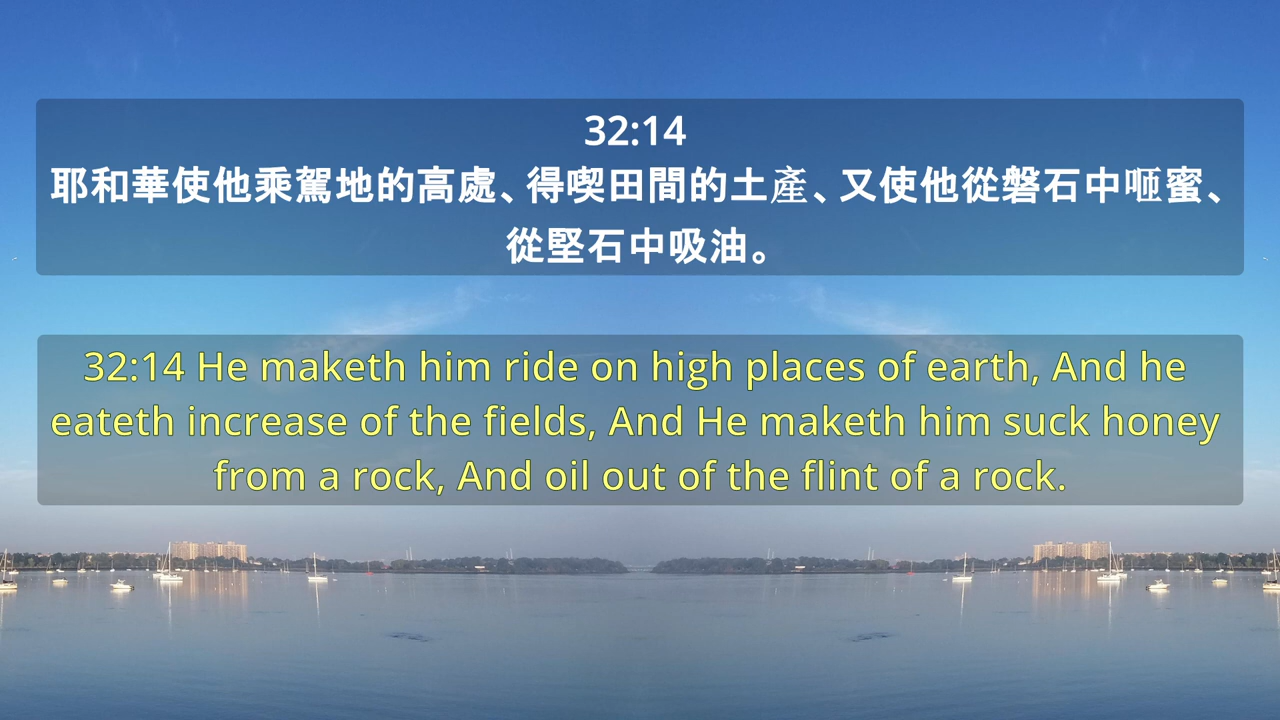 32:14
耶和華使他乘駕地的高處、得喫田間的土產、又使他從磐石中咂蜜、
從堅石中吸油。
32:14 He maketh him ride on high places of earth, And he
eateth increase of the fields, And He maketh him suck honey
from a rock, And oil out of the flint of a rock.